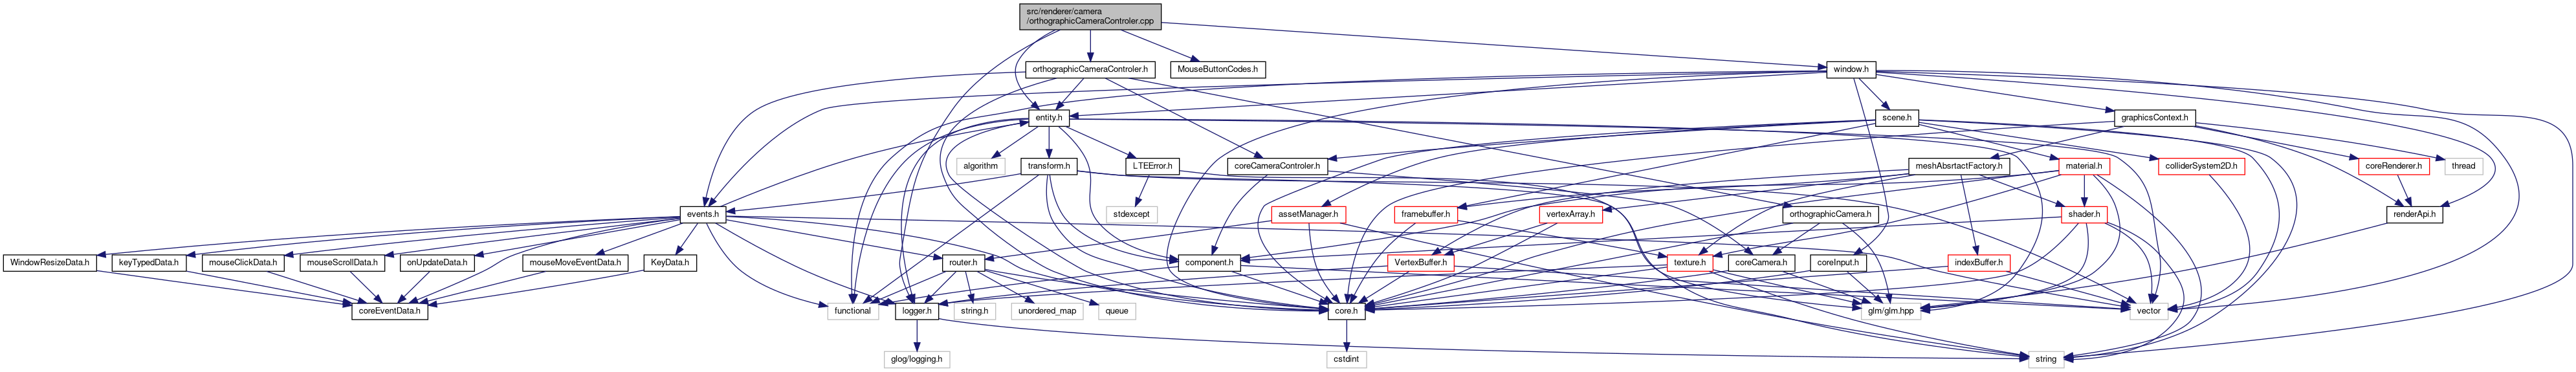 src/renderer/camera
/orthographicCameraControler.cpp
orthographicCameraControler.h
MouseButtonCodes.h
window.h
entity.h
scene.h
graphicsContext.h
algorithm
transform.h
LTEError.h
coreCameraControler.h
meshAbsrtactFactory.h
material.h
colliderSystem2D.h
coreRenderer.h
thread
stdexcept
events.h
assetManager.h
framebuffer.h
vertexArray.h
orthographicCamera.h
shader.h
renderApi.h
WindowResizeData.h
keyTypedData.h
mouseClickData.h
mouseScrollData.h
onUpdateData.h
mouseMoveEventData.h
KeyData.h
router.h
component.h
VertexBuffer.h
texture.h
coreCamera.h
coreInput.h
indexBuffer.h
coreEventData.h
functional
logger.h
string.h
unordered_map
queue
core.h
glm/glm.hpp
vector
glog/logging.h
cstdint
string